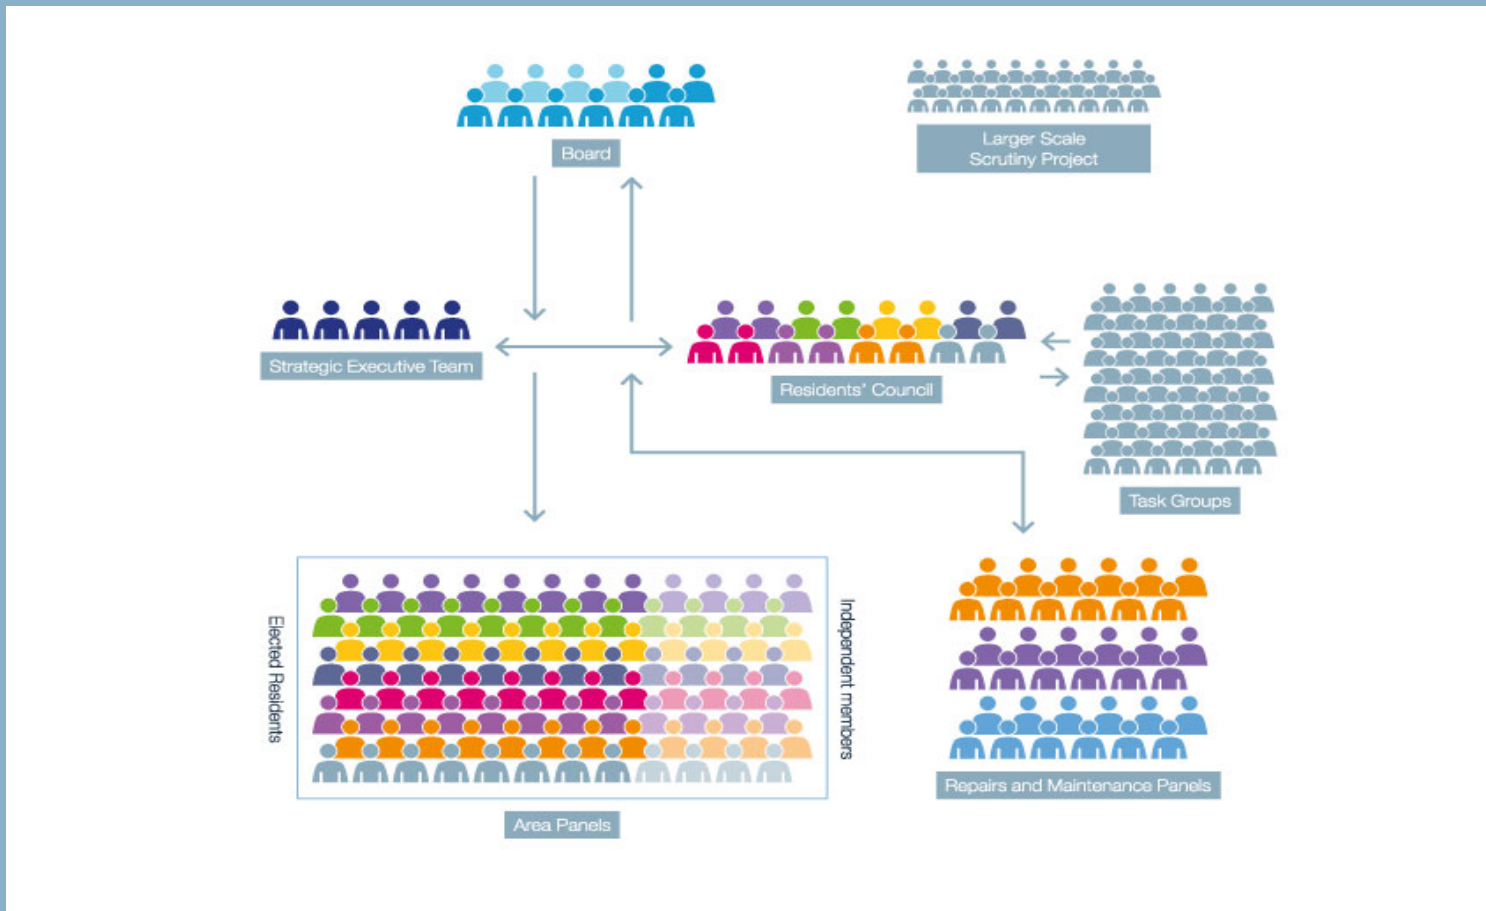 Board
Larger Scale
Scrutiny Project
Strategic Executive Team
Residents' Council
Task Groups
Elected Residents
Independent members
Repairs and Maintenance Panels
Area Panels